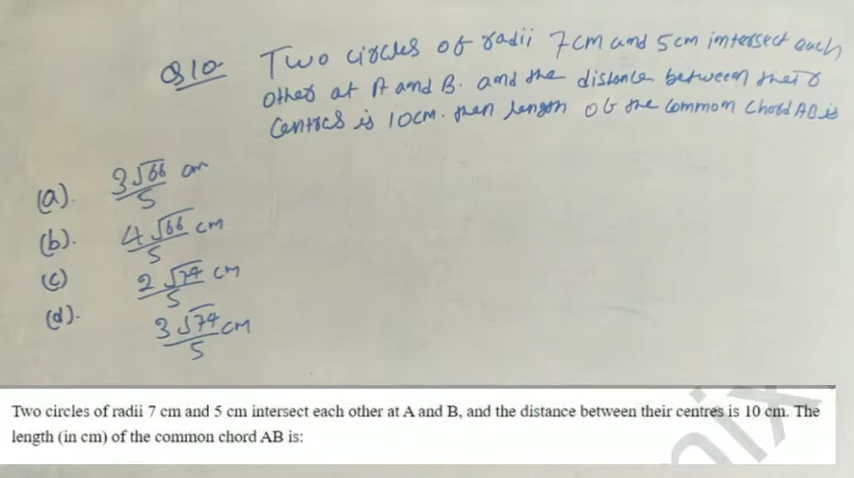 Q10. Two circles of radii 7cm and 5cm intersect each
other at A and B. and the distance between their
centres is 10cm. then length of the common chord AB is
(a). 3√66/5 cm
(b). 4√66/5 cm
(c) 2√74/5 cm
(d). 3√74/5 cm
Two circles of radii 7 cm and 5 cm intersect each other at A and B, and the distance between their centres is 10 cm. The
length (in cm) of the common chord AB is: